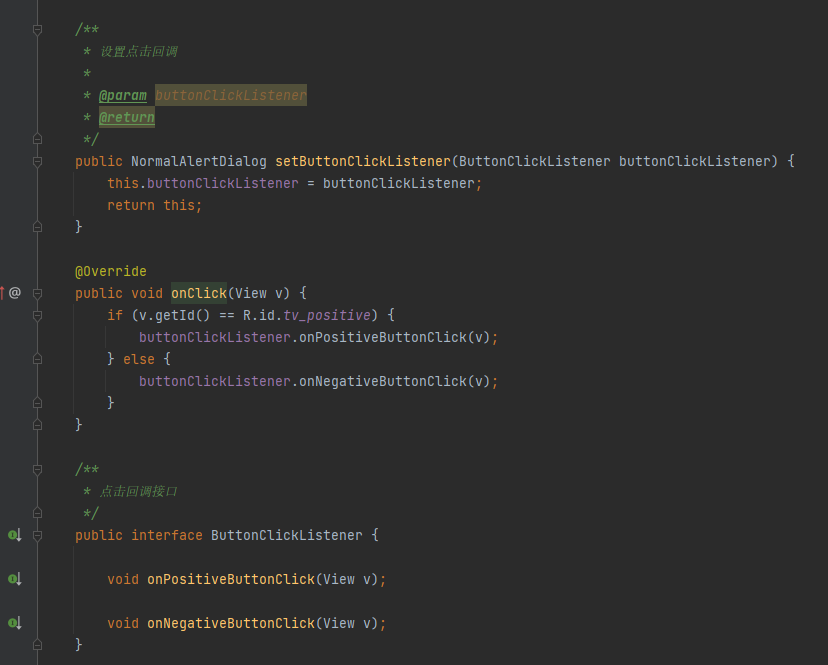 /**
 * 设置点击回调
 *
 * @param buttonClickListener
 * @return
 */
public NormalAlertDialog setButtonClickListener(ButtonClickListener buttonClickListener) {
    this.buttonClickListener = buttonClickListener;
    return this;
}
@Override
public void onClick(View v) {
    if (v.getId() == R.id.tv_positive) {
        buttonClickListener.onPositiveButtonClick(v);
    } else {
        buttonClickListener.onNegativeButtonClick(v);
    }
}
/**
 * 点击回调接口
 */
public interface ButtonClickListener {
    void onPositiveButtonClick(View v);
    void onNegativeButtonClick(View v);
}